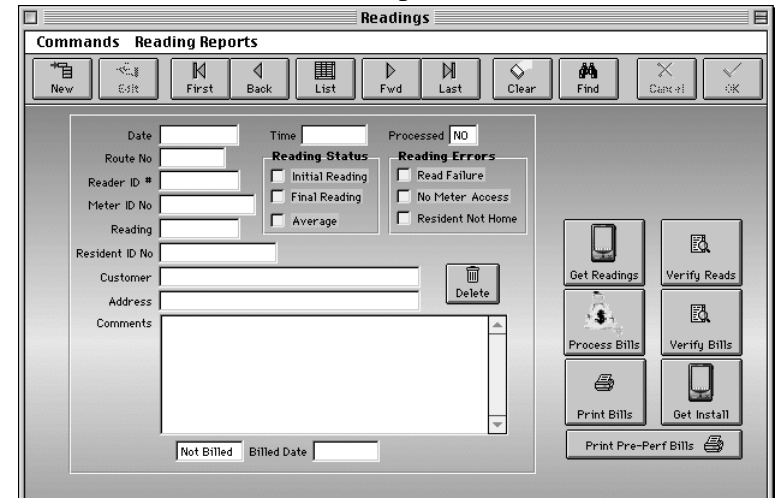 Readings
Commands Reading Reports
New Edit First Back List Fwd Last Clear Find Cancel OK
Date Time Processed NO
Route No Reading Status Reading Errors
Reader ID # Initial Reading Read Failure
Meter ID No Final Reading No Meter Access
Reading Average Resident Not Home
Resident ID No
Customer
Address Delete
Comments
Get Readings Verify Reads
Process Bills Verify Bills
Print Bills Get Install
Not Billed Billed Date Print Pre-Perf Bills